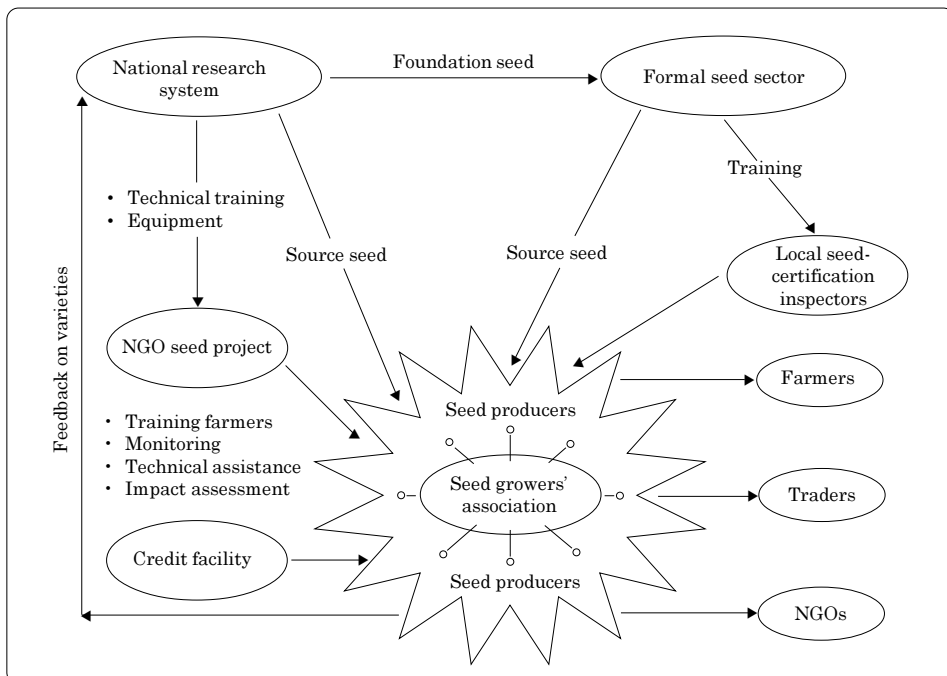 National research
system
Foundation seed
Formal seed sector
• Technical training
• Equipment
Source seed
Source seed
Training
Local seed-
certification
inspectors
Feedback on varieties
NGO seed project
• Training farmers
• Monitoring
• Technical assistance
• Impact assessment
Credit facility
Seed producers
Seed growers’
association
Seed producers
Farmers
Traders
NGOs